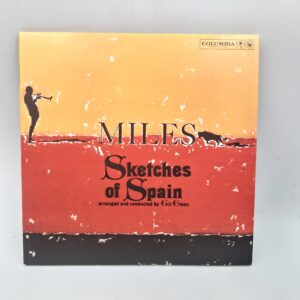 COLUMBIA
MILES
Sketches
of Spain
arranged and conducted by Gil Evans